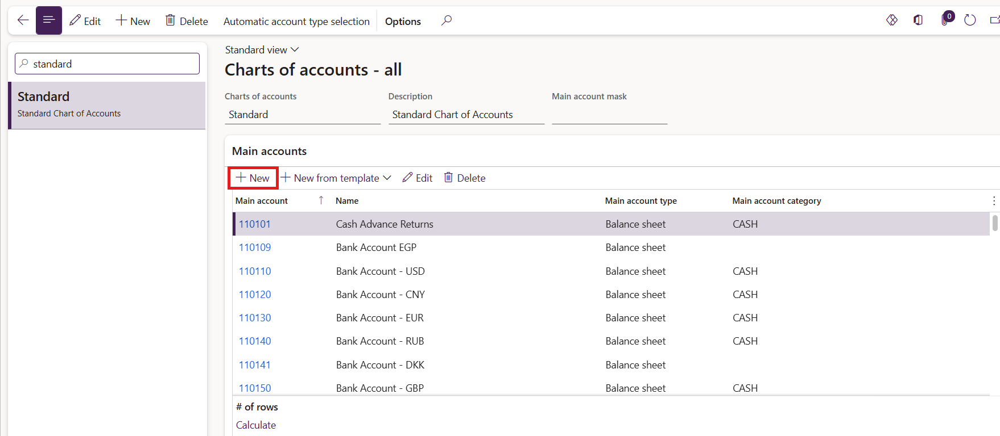 Edit New Delete Automatic account type selection Options 0
standard
Standard
Standard Chart of Accounts
Standard view
Charts of accounts - all
Charts of accounts Description Main account mask
Standard Standard Chart of Accounts
Main accounts
New New from template Edit Delete
Main account Name Main account type Main account category
110101 Cash Advance Returns Balance sheet CASH
110109 Bank Account EGP Balance sheet
110110 Bank Account - USD Balance sheet CASH
110120 Bank Account - CNY Balance sheet CASH
110130 Bank Account - EUR Balance sheet CASH
110140 Bank Account - RUB Balance sheet CASH
110141 Bank Account - DKK Balance sheet
110150 Bank Account - GBP Balance sheet CASH
# of rows
Calculate